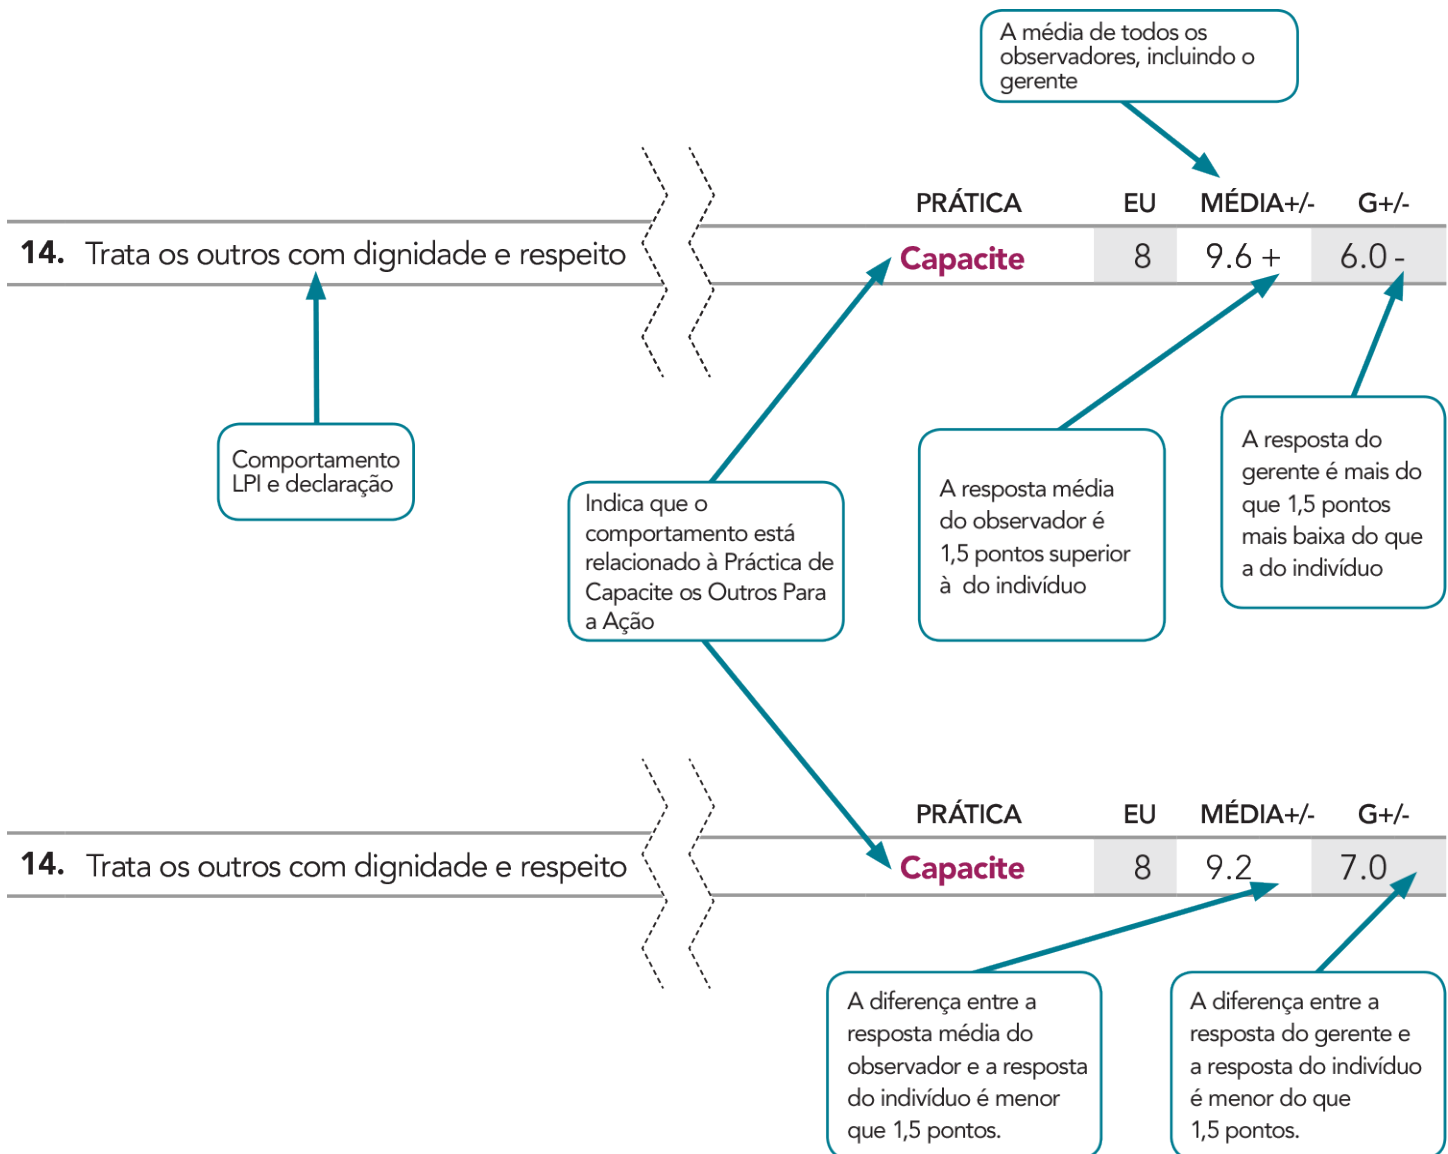 A média de todos os
observadores, incluindo o
gerente
PRÁTICA EU MÉDIA+/- G+/-
14. Trata os outros com dignidade e respeito Capacite 8 9.6 + 6.0 -
Comportamento
LPI e declaração
Indica que o
comportamento está
relacionado à Práctica de
Capacite os Outros Para
a Ação
A resposta média
do observador é
1,5 pontos superior
à do indivíduo
A resposta do
gerente é mais do
que 1,5 pontos
mais baixa do que
a do indivíduo
PRÁTICA EU MÉDIA+/- G+/-
14. Trata os outros com dignidade e respeito Capacite 8 9.2 7.0
A diferença entre a
resposta média do
observador e a resposta
do indivíduo é menor
que 1,5 pontos.
A diferença entre a
resposta do gerente e
a resposta do indivíduo
é menor do que
1,5 pontos.